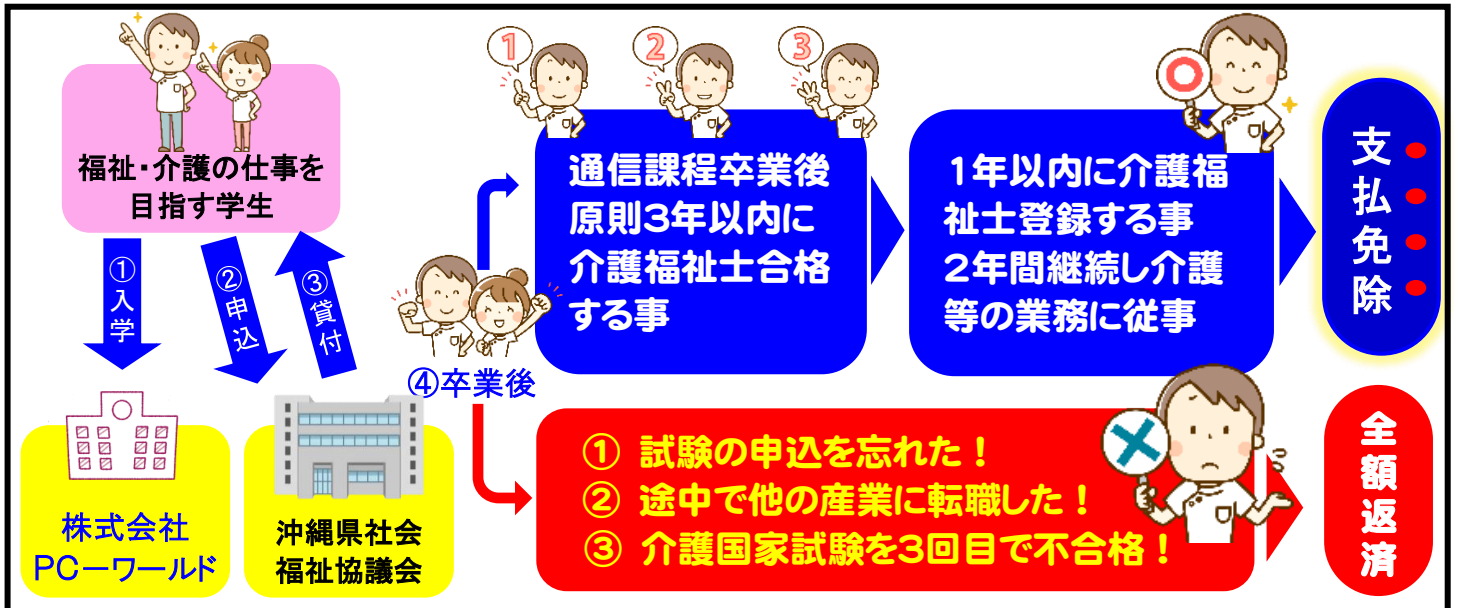 福祉・介護の仕事を
目指す学生
①入学
②申込
③貸付
株式会社
PCーワールド
沖縄県社会
福祉協議会
④卒業後
1
2
3
通信課程卒業後
原則3年以内に
介護福祉士合格
する事
1年以内に介護福
祉士登録する事
2年間継続し介護
等の業務に従事
支払免除
① 試験の申込を忘れた！
② 途中で他の産業に転職した！
③ 介護国家試験を3回目で不合格！
全額返済